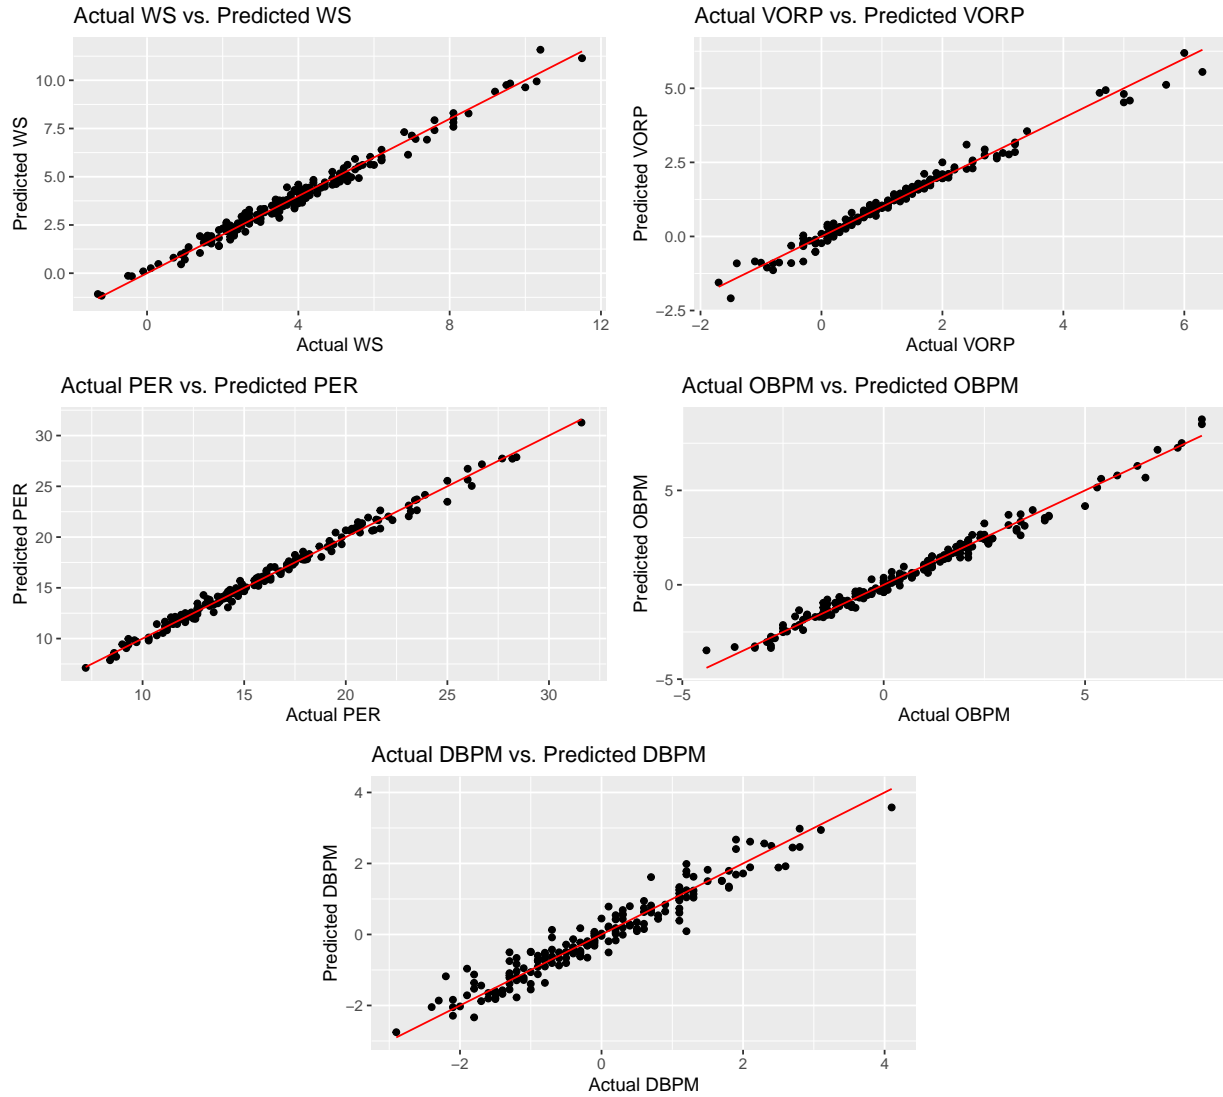 Actual WS vs. Predicted WS
10.0
7.5
5.0
2.5
0.0
Predicted WS
0 4 8 12
Actual WS
Actual VORP vs. Predicted VORP
5.0
2.5
0.0
−2.5
Predicted VORP
−2 0 2 4 6
Actual VORP
Actual PER vs. Predicted PER
30
25
20
15
10
Predicted PER
10 15 20 25 30
Actual PER
Actual OBPM vs. Predicted OBPM
5
0
−5
Predicted OBPM
−5 0 5
Actual OBPM
Actual DBPM vs. Predicted DBPM
4
2
0
−2
Predicted DBPM
−2 0 2 4
Actual DBPM